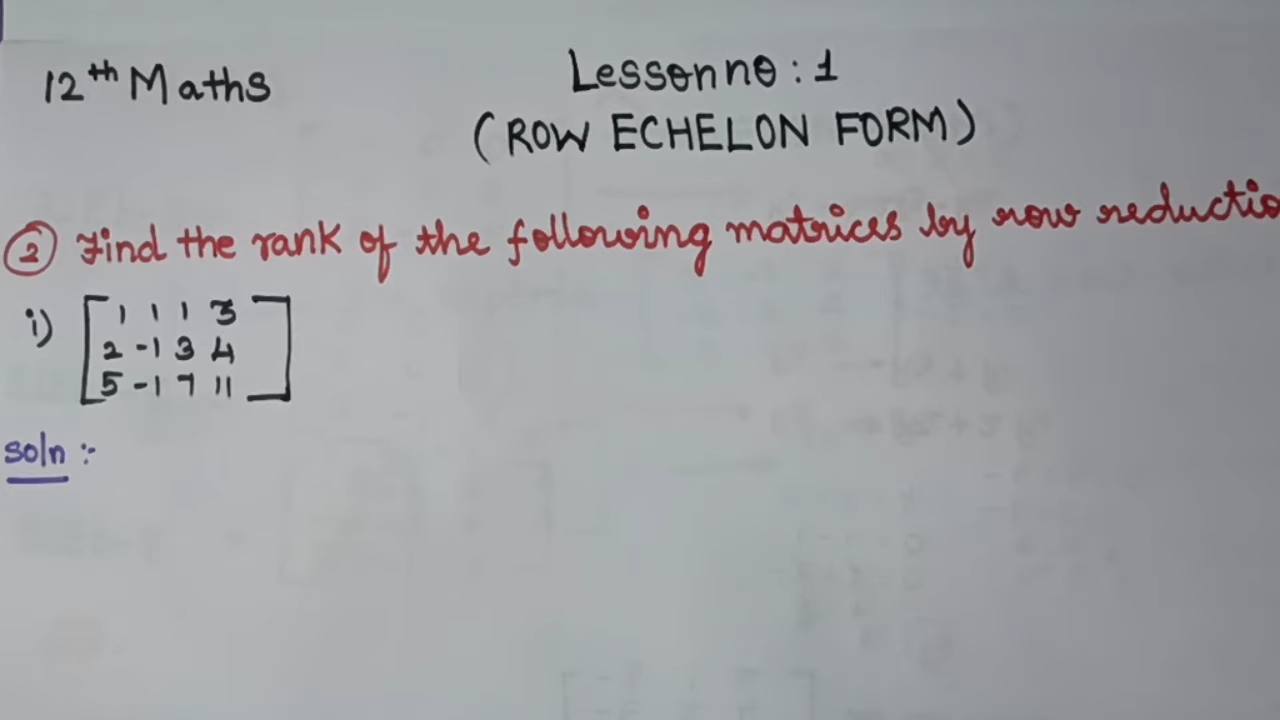 12th Maths
Lesson no : 1
(ROW ECHELON FORM)
② Find the rank of the following matrices by row reductio
i) [ 1 1 1 3
2 -1 3 4
5 -1 7 11 ]
soln :-